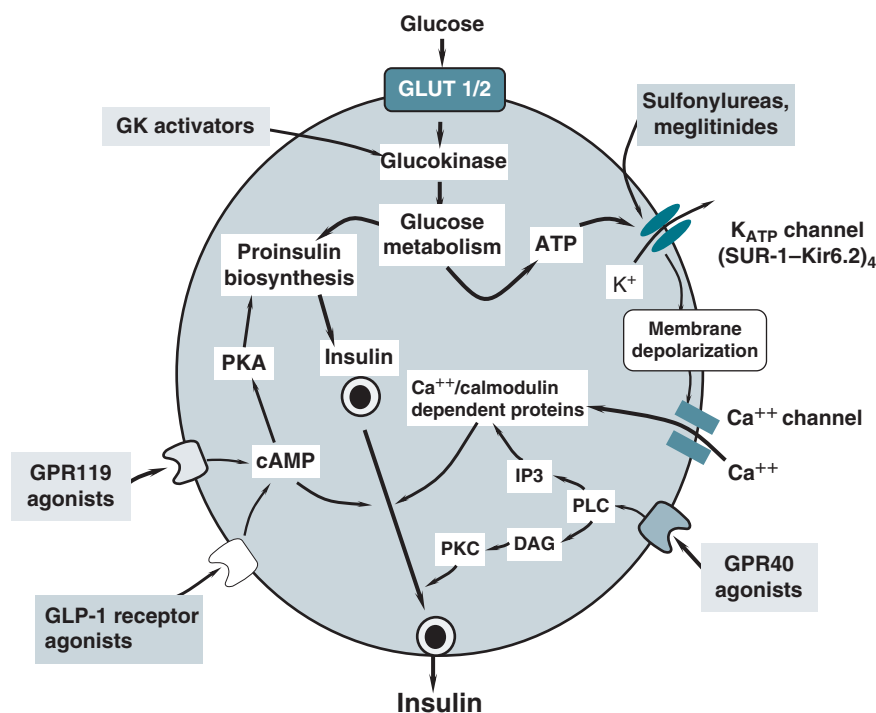 Glucose
GLUT 1/2
Sulfonylureas,
meglitinides
GK activators
Glucokinase
Glucose
metabolism
ATP
K_ATP channel
(SUR-1–Kir6.2)₄
Proinsulin
biosynthesis
K⁺
Membrane
depolarization
Insulin
PKA
Ca⁺⁺/calmodulin
dependent proteins
Ca⁺⁺ channel
Ca⁺⁺
cAMP
GPR119
agonists
IP3
PLC
PKC
DAG
GPR40
agonists
GLP-1 receptor
agonists
Insulin